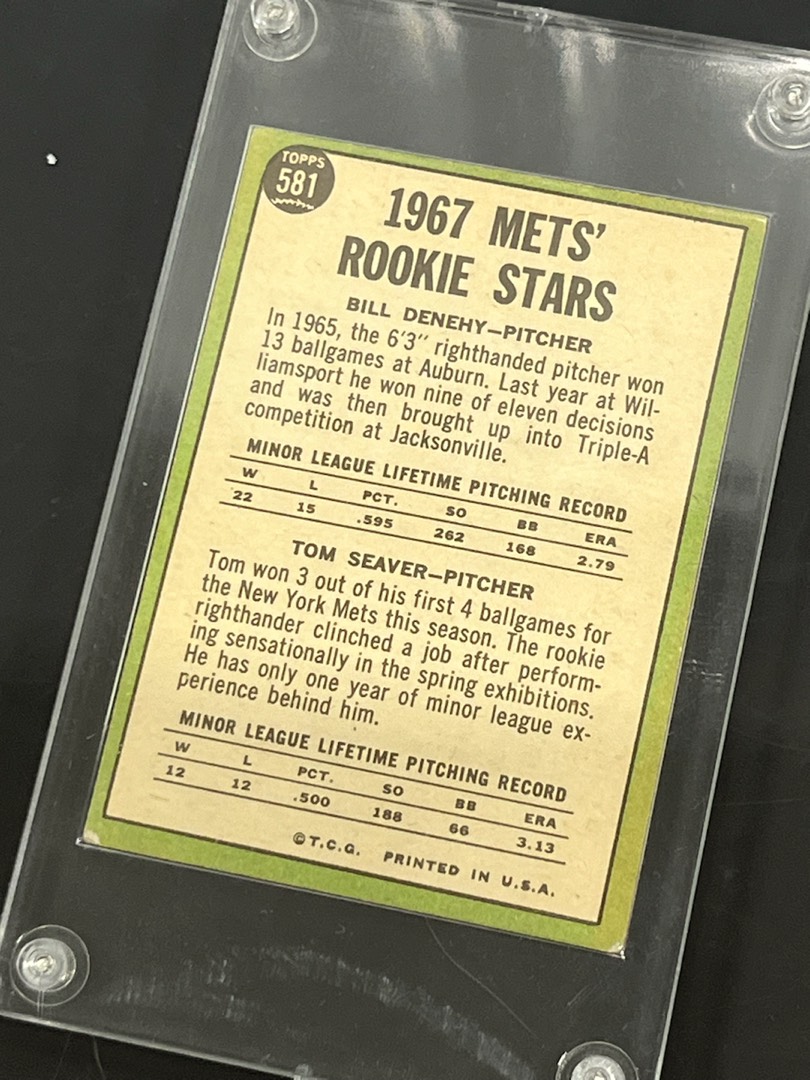 TOPPS
581
1967 METS'
ROOKIE STARS
BILL DENEHY—PITCHER
In 1965, the 6'3" righthanded pitcher won
13 ballgames at Auburn. Last year at Wil-
liamsport he won nine of eleven decisions
and was then brought up into Triple-A
competition at Jacksonville.
MINOR LEAGUE LIFETIME PITCHING RECORD
W L PCT. SO BB ERA
22 15 .595 262 168 2.79
TOM SEAVER—PITCHER
Tom won 3 out of his first 4 ballgames for
the New York Mets this season. The rookie
righthander clinched a job after perform-
ing sensationally in the spring exhibitions.
He has only one year of minor league ex-
perience behind him.
MINOR LEAGUE LIFETIME PITCHING RECORD
W L PCT. SO BB ERA
12 12 .500 188 66 3.13
©T.C.G. PRINTED IN U.S.A.